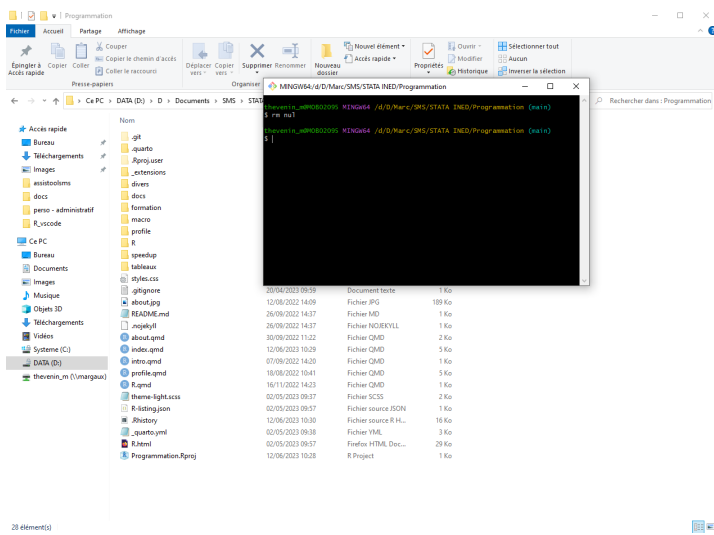 Programmation
Fichier Accueil Partage Affichage
Épingler à Accès rapide
Copier
Coller
Couper
Copier le chemin d'accès
Coller le raccourci
Presse-papiers
Déplacer vers
Copier vers
Supprimer
Renommer
Organiser
Nouveau dossier
Nouvel élément
Accès rapide
Propriétés
Ouvrir
Modifier
Historique
Sélectionner tout
Aucun
Inverser la sélection
Ce PC > DATA (D:) > D > Documents > SMS > STAT
Rechercher dans : Programmation
MINGW64:/d/D/Marc/SMS/STATA INED/Programmation
thevenin_m@MOB02095 MINGW64 /d/D/Marc/SMS/STATA INED/Programmation (main)
$ rm nul
thevenin_m@MOB02095 MINGW64 /d/D/Marc/SMS/STATA INED/Programmation (main)
$
Accès rapide
Bureau
Téléchargements
Images
assistoolsms
docs
perso - administratif
R_vscode
Ce PC
Bureau
Documents
Images
Musique
Objets 3D
Téléchargements
Vidéos
Systeme (C:)
DATA (D:)
thevenin_m (\\margaux)
Nom
.git
.quarto
.Rproj.user
_extensions
divers
docs
formation
macro
profile
R
speedup
tableaux
styles.css
.gitignore 20/04/2023 09:59 Document texte 1 Ko
about.jpg 12/08/2022 14:09 Fichier JPG 189 Ko
README.md 26/09/2022 14:37 Fichier MD 1 Ko
.nojekyll 26/09/2022 14:37 Fichier NOJEKYLL 1 Ko
about.qmd 30/09/2022 11:22 Fichier QMD 2 Ko
index.qmd 12/06/2023 10:29 Fichier QMD 5 Ko
intro.qmd 07/09/2022 14:20 Fichier QMD 1 Ko
profile.qmd 18/08/2022 10:41 Fichier QMD 5 Ko
R.qmd 16/11/2022 14:23 Fichier QMD 1 Ko
theme-light.scss 02/05/2023 09:37 Fichier SCSS 2 Ko
R-listing.json 02/05/2023 09:57 Fichier source JSON 1 Ko
.Rhistory 12/06/2023 10:30 Fichier source R H... 16 Ko
_quarto.yml 02/05/2023 09:38 Fichier YML 3 Ko
R.html 02/05/2023 09:57 Firefox HTML Doc... 29 Ko
Programmation.Rproj 12/06/2023 10:28 R Project 1 Ko
28 élément(s)